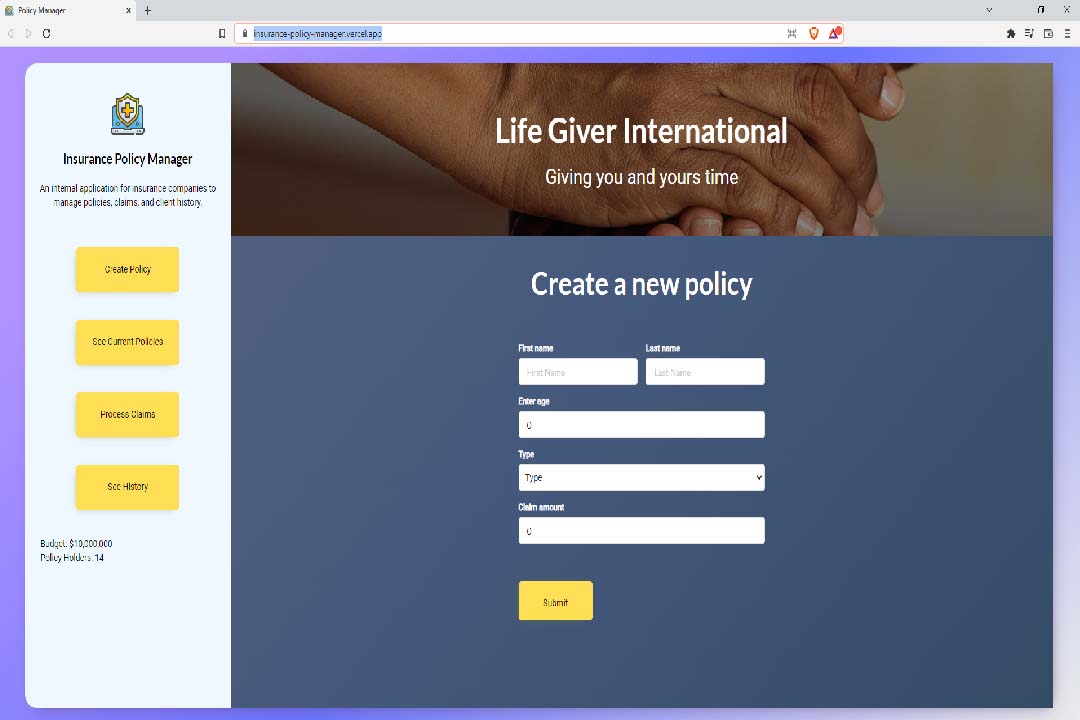 Policy Manager
insurance-policy-manager.vercel.app
Insurance Policy Manager
An internal application for insurance companies to
manage policies, claims, and client history.
Create Policy
See Current Policies
Process Claims
See History
Budget: $10,000,000
Policy Holders: 14
Life Giver International
Giving you and yours time
Create a new policy
First name Last name
First Name Last Name
Enter age
0
Type
Type
Claim amount
0
Submit